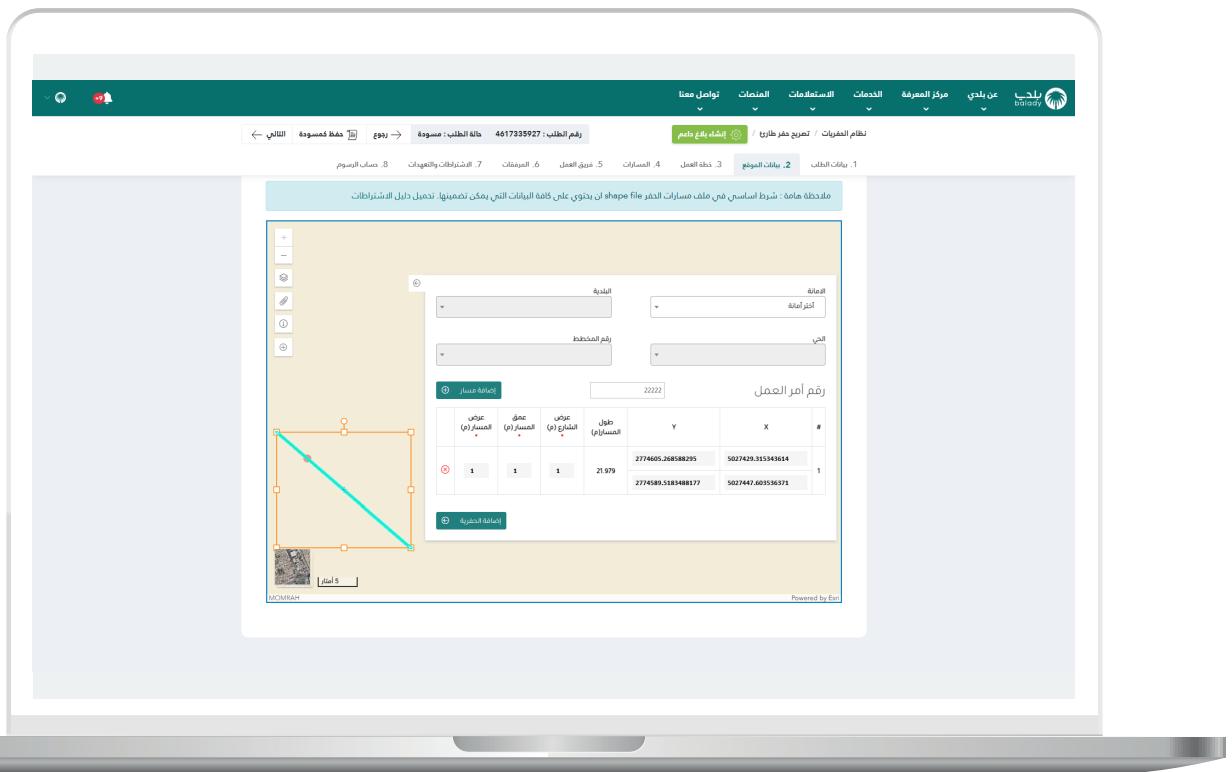 بلدي
balady
عن بلدي
مركز المعرفة
الخدمات
الاستعلامات
المنصات
تواصل معنا
9+
نظام الحفريات / تصريح حفر طارئ /
إنشاء بلاغ داعم
رقم الطلب : 4617335927
حالة الطلب : مسودة
رجوع
حفظ كمسودة
التالي
1. بيانات الطلب
2. بيانات الموقع
3. خطة العمل
4. المسارات
5. فريق العمل
6. المرفقات
7. الاشتراطات والتعهدات
8. حساب الرسوم
ملاحظة هامة : شرط اساسي في ملف مسارات الحفر shape file ان يحتوي على كافة البيانات التي يمكن تضمينها. تحميل دليل الاشتراطات
الامانة
البلدية
أختر أمانة
الحي
رقم المخطط
رقم أمر العمل
22222
إضافة مسار
#
X
Y
طول المسار(م)
عرض الشارع (م)
عمق المسار (م)
عرض المسار (م)
1
5027429.315343614
2774605.268588295
5027447.603536371
2774589.5183488177
21.979
1
1
1
إضافة الحفرية
5 أمتار
MOMRAH
Powered by Esri